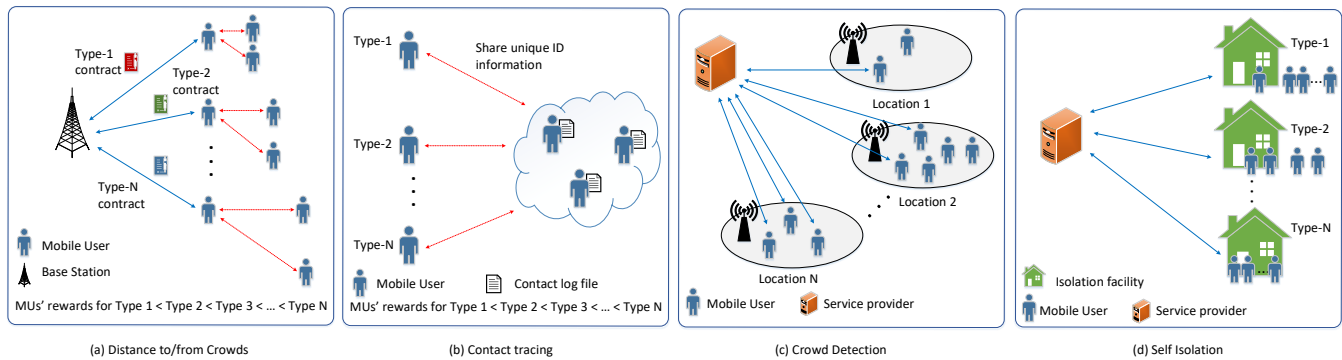 Type-1
contract
Type-2
contract
Type-N
contract
Mobile User
Base Station
MUs' rewards for Type 1 < Type 2 < Type 3 < ... < Type N
(a) Distance to/from Crowds
Type-1
Share unique ID
information
Type-2
Type-N
Mobile User
Contact log file
MUs' rewards for Type 1 < Type 2 < Type 3 < ... < Type N
(b) Contact tracing
Location 1
Location 2
Location N
Mobile User
Service provider
(c) Crowd Detection
Type-1
Type-2
Type-N
Isolation facility
Mobile User
Service provider
(d) Self Isolation